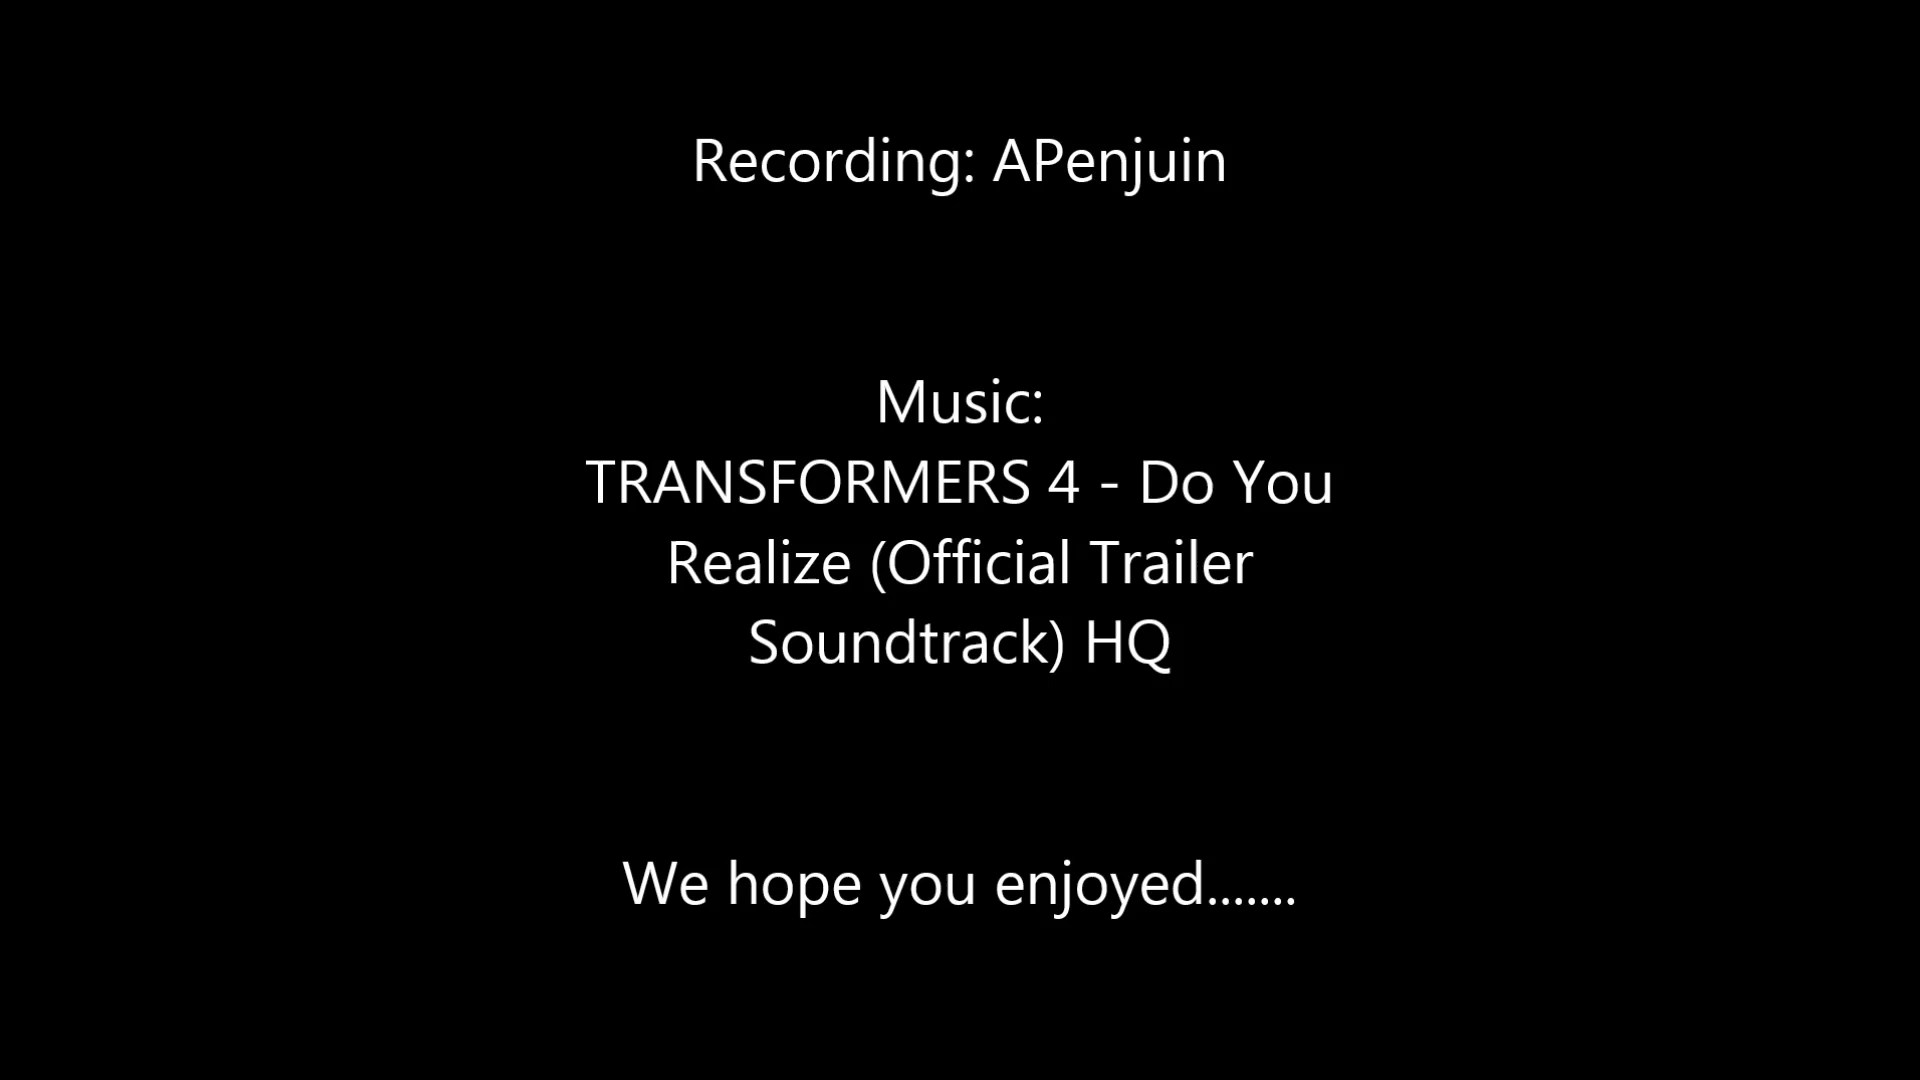 Recording: APenjuin
Music:
TRANSFORMERS 4 - Do You
Realize (Official Trailer
Soundtrack) HQ
We hope you enjoyed.......